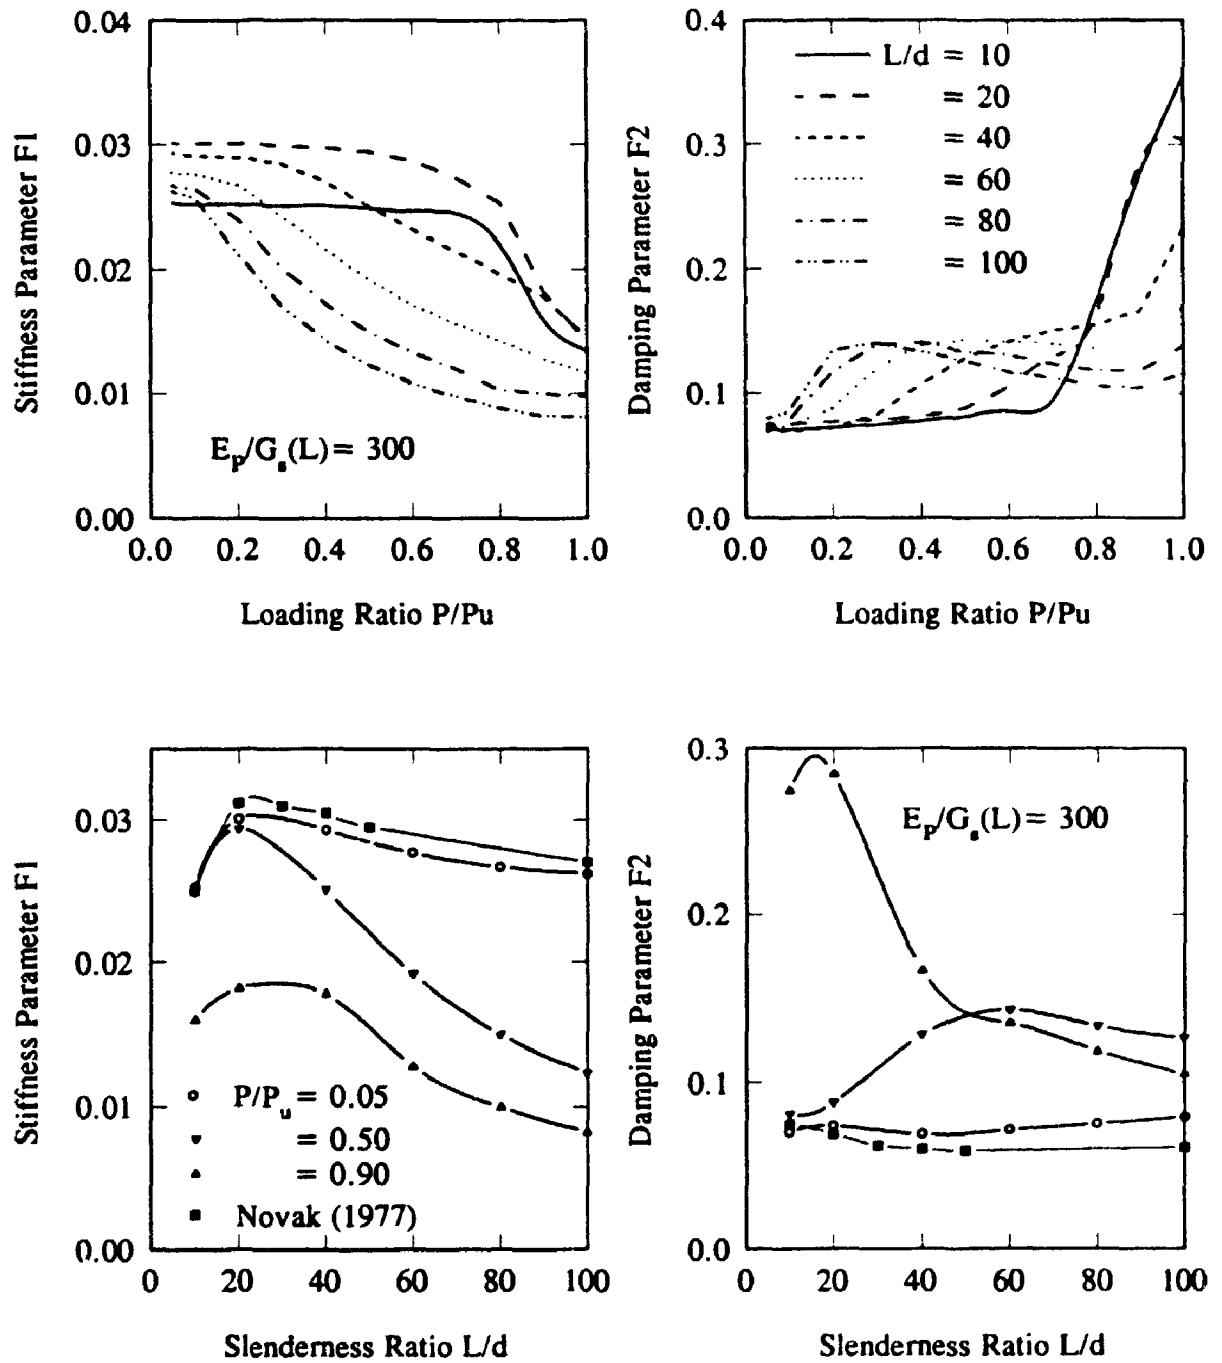 0.04
0.03
0.02
0.01
0.00
Stiffness Parameter F1
E_p/G_s(L) = 300
0.0 0.2 0.4 0.6 0.8 1.0
Loading Ratio P/Pu
0.4
0.3
0.2
0.1
0.0
Damping Parameter F2
L/d = 10
= 20
= 40
= 60
= 80
= 100
0.0 0.2 0.4 0.6 0.8 1.0
Loading Ratio P/Pu
0.03
0.02
0.01
0.00
Stiffness Parameter F1
P/P_u = 0.05
= 0.50
= 0.90
Novak (1977)
0 20 40 60 80 100
Slenderness Ratio L/d
0.3
0.2
0.1
0.0
Damping Parameter F2
E_p/G_s(L) = 300
0 20 40 60 80 100
Slenderness Ratio L/d